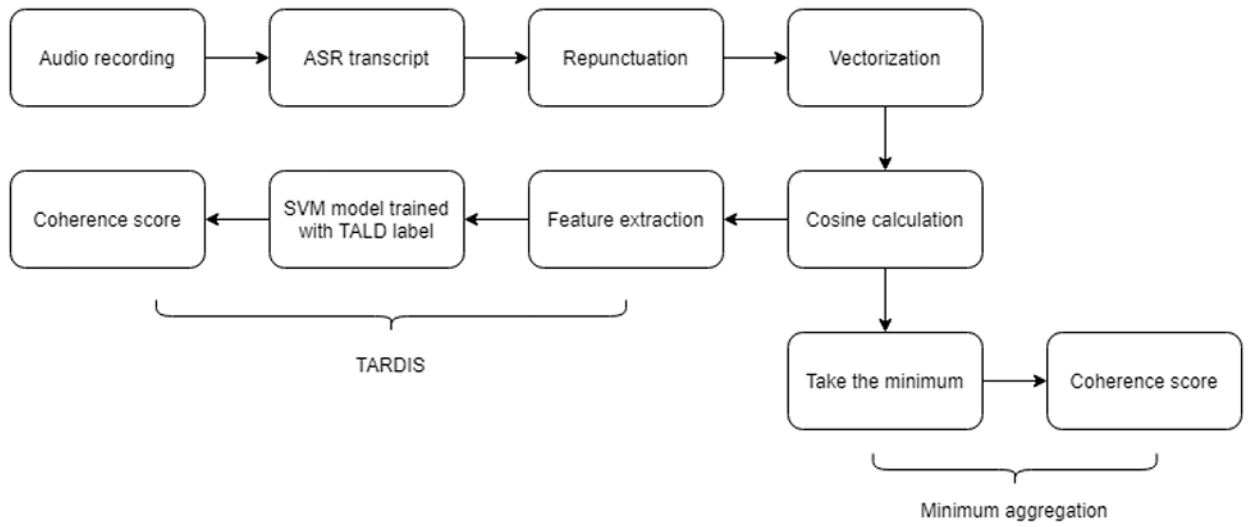 Audio recording
ASR transcript
Repunctuation
Vectorization
Coherence score
SVM model trained
with TALD label
Feature extraction
Cosine calculation
TARDIS
Take the minimum
Coherence score
Minimum aggregation